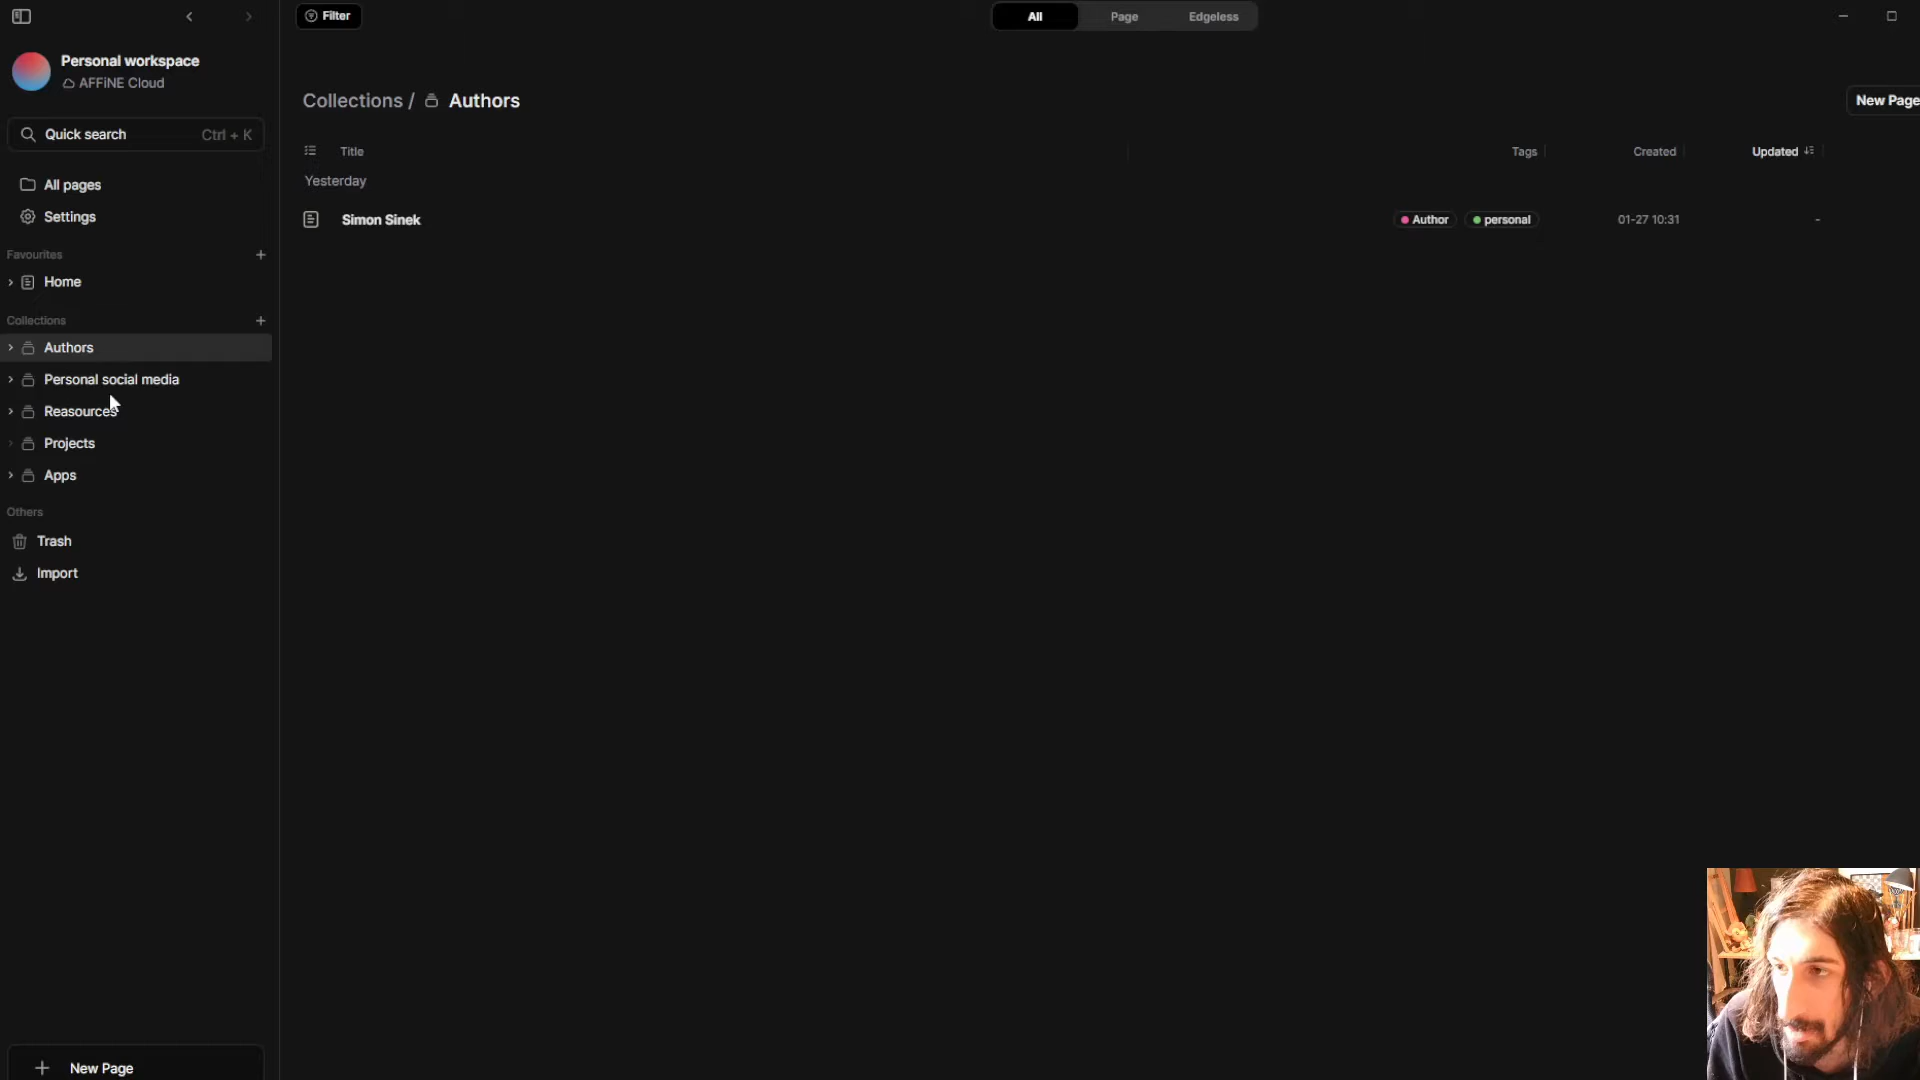 Filter
All
Page
Edgeless
Personal workspace
AFFiNE Cloud
Quick search
Ctrl + K
All pages
Settings
Favourites
Home
Collections
Authors
Personal social media
Reasources
Projects
Apps
Others
Trash
Import
New Page
Collections / Authors
New Page
Title
Tags
Created
Updated
Yesterday
Simon Sinek
Author
personal
01-27 10:31
-